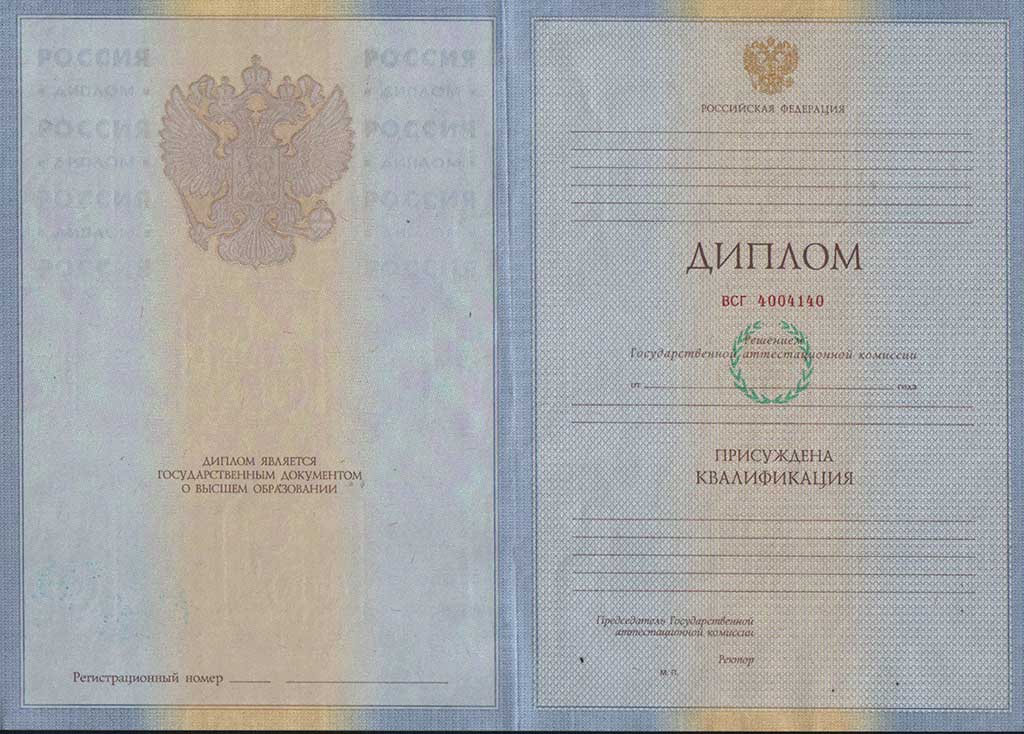 РОССИЯ РОССИЯ
• ДИПЛОМ • • ДИПЛОМ •
РОССИЯ РОССИЯ
• ДИПЛОМ • • ДИПЛОМ •
РОССИЯ РОССИЯ
• ДИПЛОМ •
РОССИЯ
ДИПЛОМ ЯВЛЯЕТСЯ
ГОСУДАРСТВЕННЫМ ДОКУМЕНТОМ
О ВЫСШЕМ ОБРАЗОВАНИИ
Регистрационный номер
РОССИЙСКАЯ ФЕДЕРАЦИЯ
ДИПЛОМ
ВСГ 4004140
Решением
Государственной аттестационной комиссии
от года
ПРИСУЖДЕНА
КВАЛИФИКАЦИЯ
Председатель Государственной
аттестационной комиссии
Ректор
М. П.